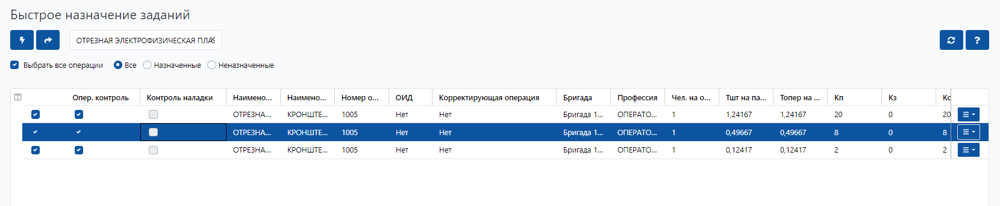 Быстрое назначение заданий
ОТРЕЗНАЯ ЭЛЕКТРОФИЗИЧЕСКАЯ ПЛАЗ
?
Выбрать все операции Все Назначенные Неназначенные
Опер. контроль Контроль наладки Наимено... Наимено... Номер о... ОИД Корректирующая операция Бригада Профессия Чел. на о... Тшт на па... Топер на ... Кп Кз Ко
ОТРЕЗНА... КРОНШТЕ... 1005 Нет Нет Бригада 1... ОПЕРАТО... 1 1,24167 1,24167 20 0 20
ОТРЕЗНА... КРОНШТЕ... 1005 Нет Нет Бригада 1... ОПЕРАТО... 1 0,49667 0,49667 8 0 8
ОТРЕЗНА... КРОНШТЕ... 1005 Нет Нет Бригада 1... ОПЕРАТО... 1 0,12417 0,12417 2 0 2